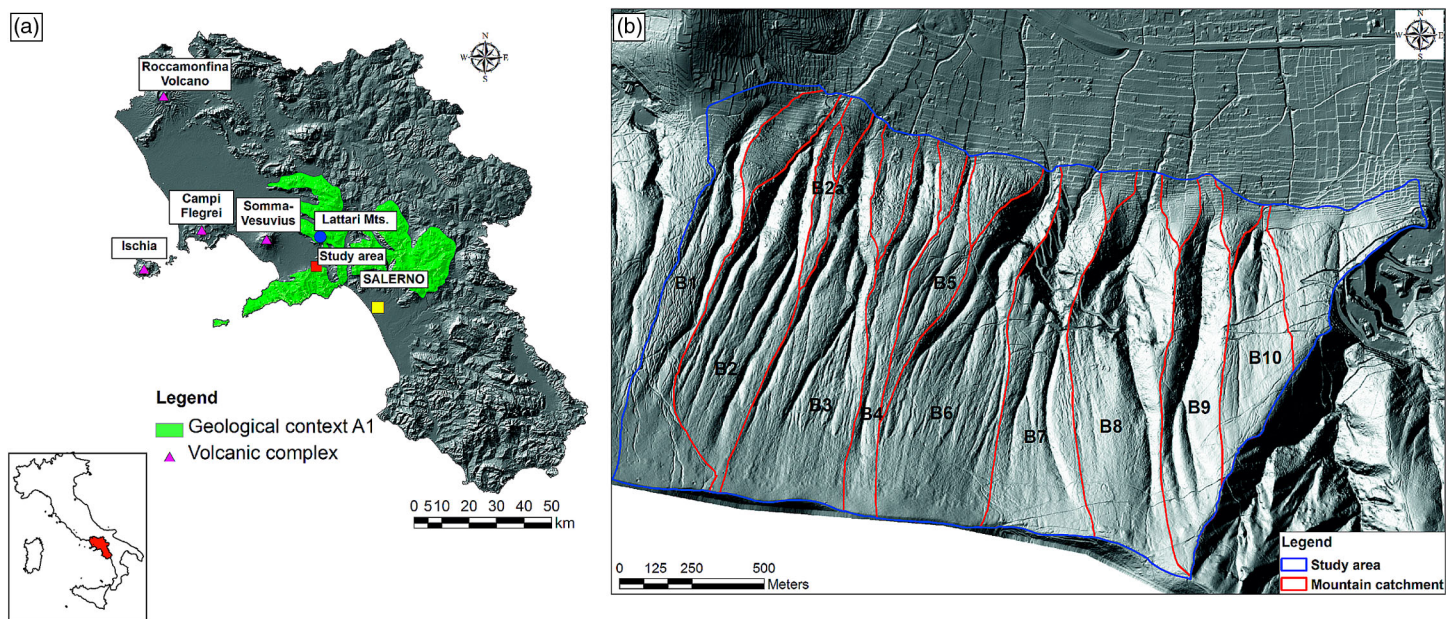 (a)
N
W E
S
Roccamonfina
Volcano
Campi
Flegrei
Somma-
Vesuvius
Lattari Mts.
Ischia
Study area
SALERNO
Legend
Geological context A1
Volcanic complex
0 5 10 20 30 40 50
km
(b)
N
W E
S
B2a
B1
B5
B2
B10
B3
B4
B6
B9
B8
B7
0 125 250 500
Meters
Legend
Study area
Mountain catchment